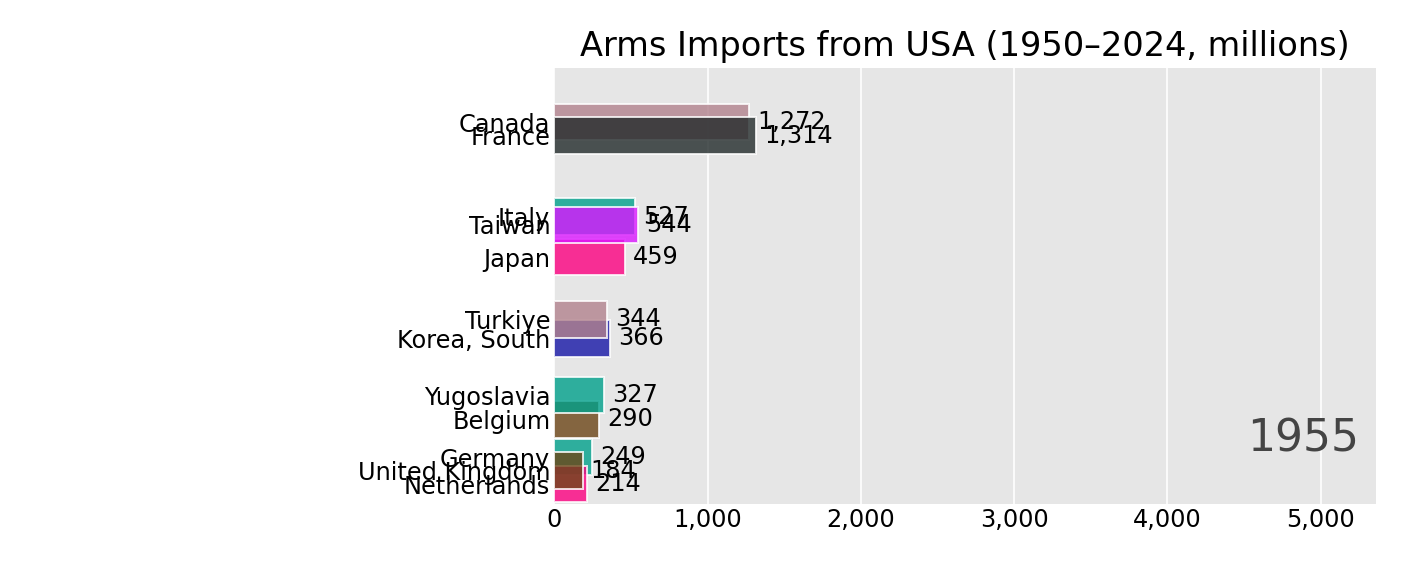 Arms Imports from USA (1950–2024, millions)
Canada 1,272
France 1,314
Italy 527
Taiwan 544
Japan 459
Turkiye 344
Korea, South 366
Yugoslavia 327
Belgium 290
1955
Germany 249
United Kingdom 184
Netherlands 214
0 1,000 2,000 3,000 4,000 5,000